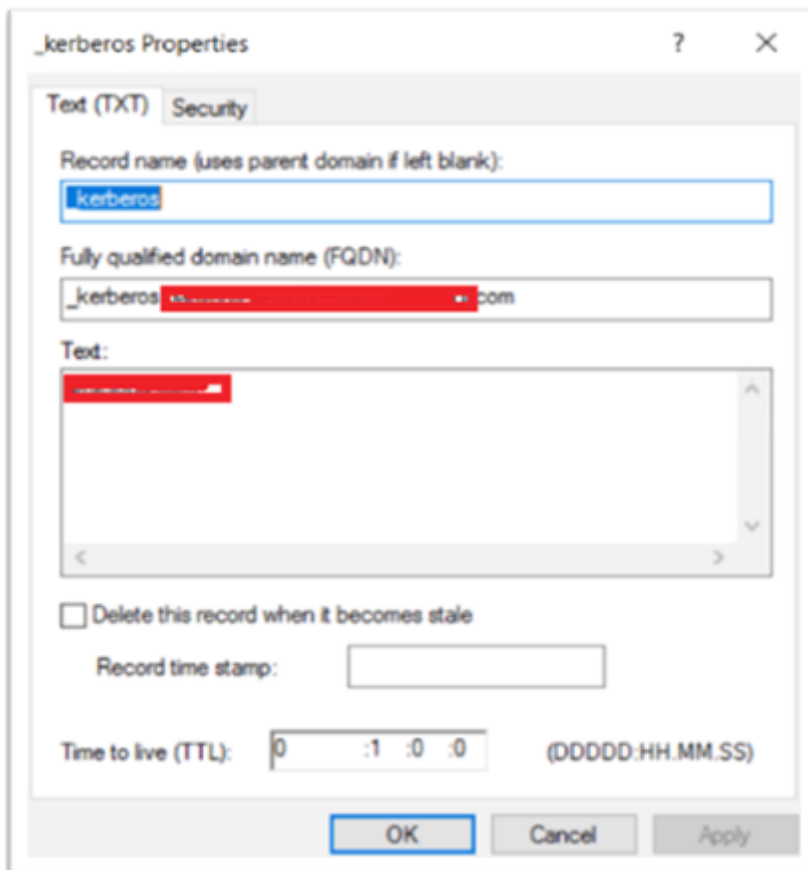 _kerberos Properties ? ×
Text (TXT) Security
Record name (uses parent domain if left blank):
_kerberos
Fully qualified domain name (FQDN):
_kerberos com
Text:
Delete this record when it becomes stale
Record time stamp:
Time to live (TTL): 0 :1 :0 :0 (DDDDD:HH.MM.SS)
OK Cancel Apply